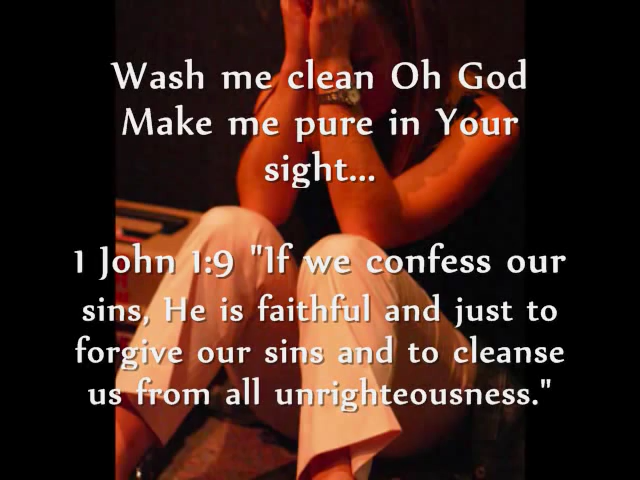 Wash me clean Oh God
Make me pure in Your
sight...
1 John 1:9 "If we confess our
sins, He is faithful and just to
forgive our sins and to cleanse
us from all unrighteousness."